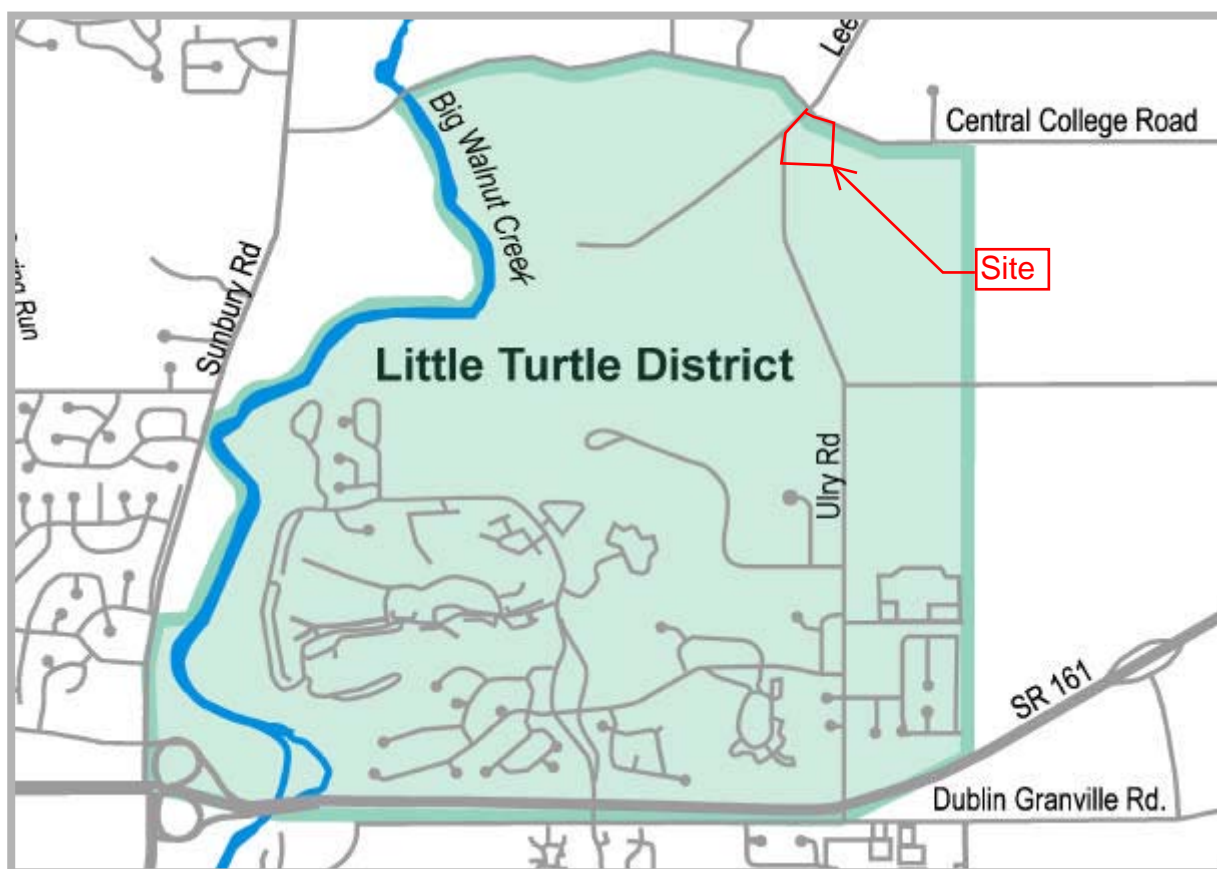 Lee
Central College Road
Big Walnut Creek
Site
Sunbury Rd
Run
Little Turtle District
Ulry Rd
SR 161
Dublin Granville Rd.